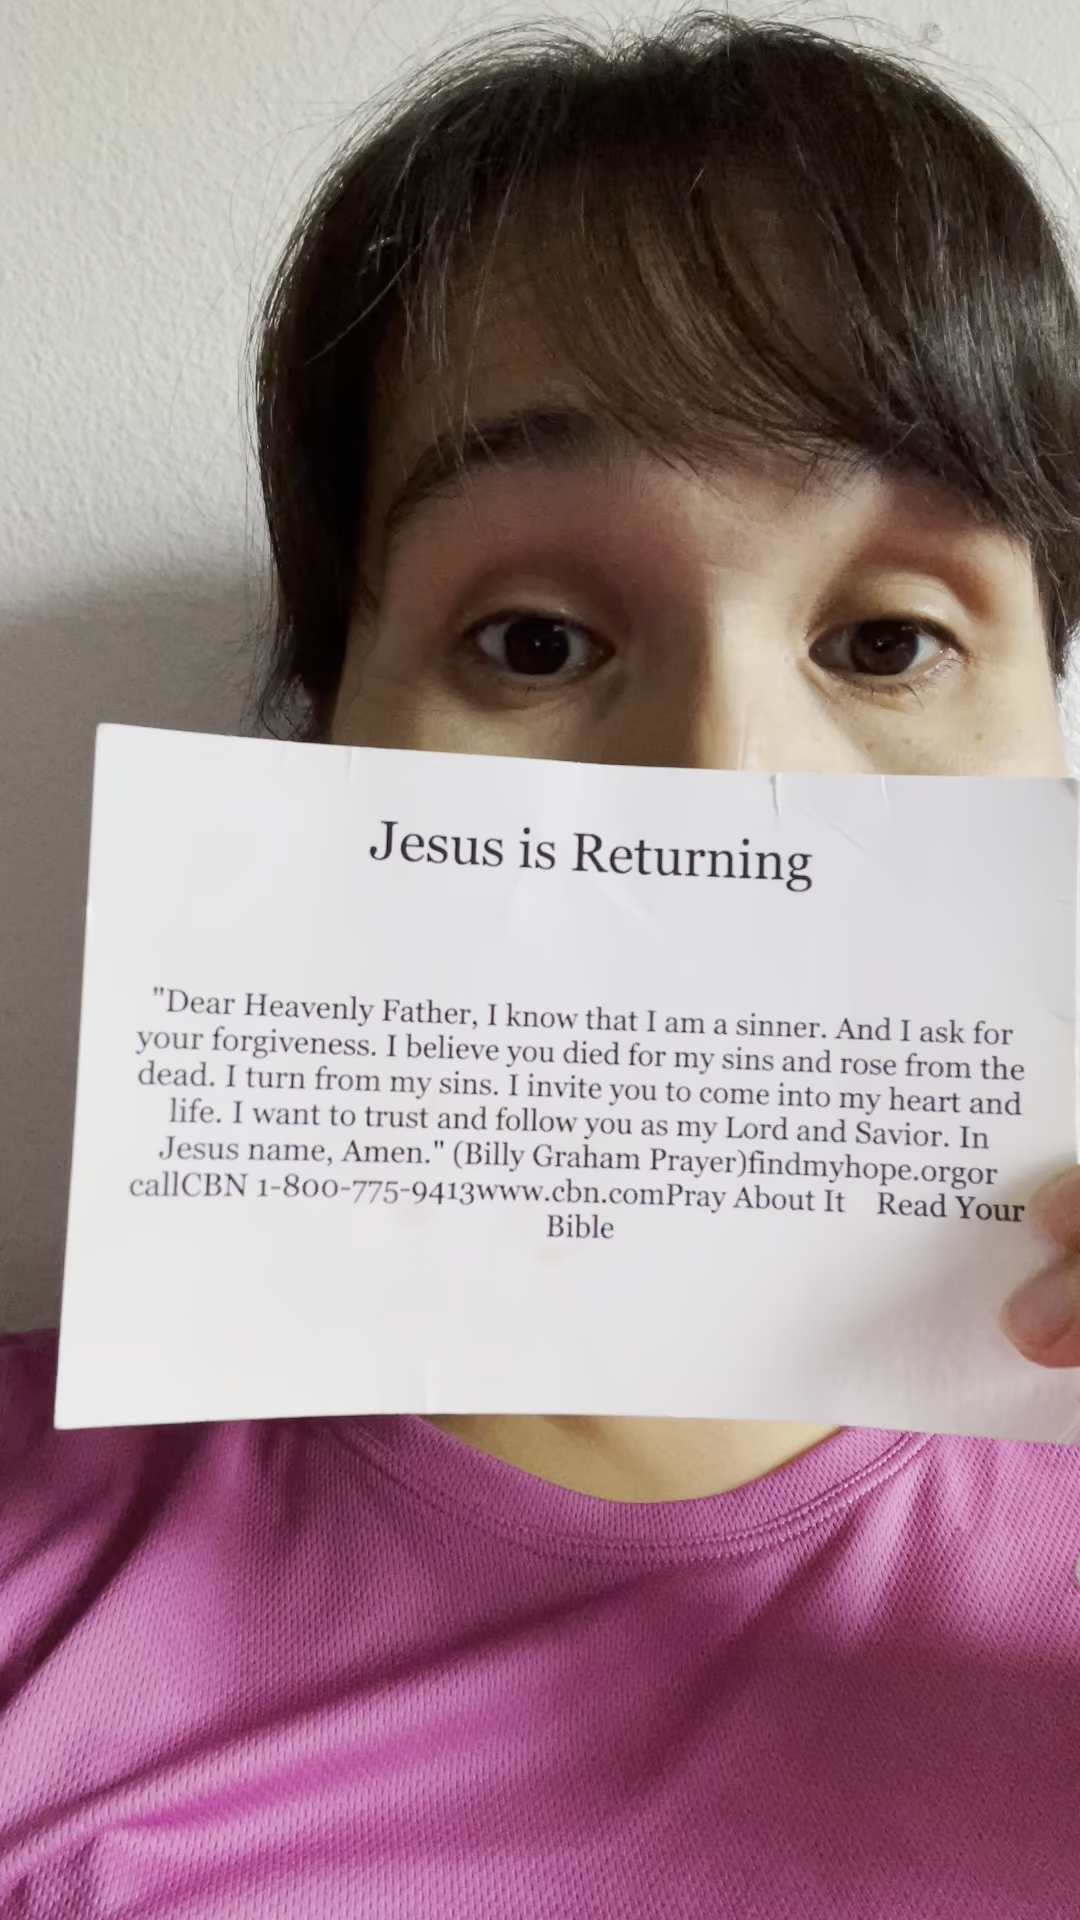 Jesus is Returning
"Dear Heavenly Father, I know that I am a sinner. And I ask for
your forgiveness. I believe you died for my sins and rose from the
dead. I turn from my sins. I invite you to come into my heart and
life. I want to trust and follow you as my Lord and Savior. In
Jesus name, Amen." (Billy Graham Prayer)findmyhope.orgor
callCBN 1-800-775-9413www.cbn.comPray About It Read Your
Bible